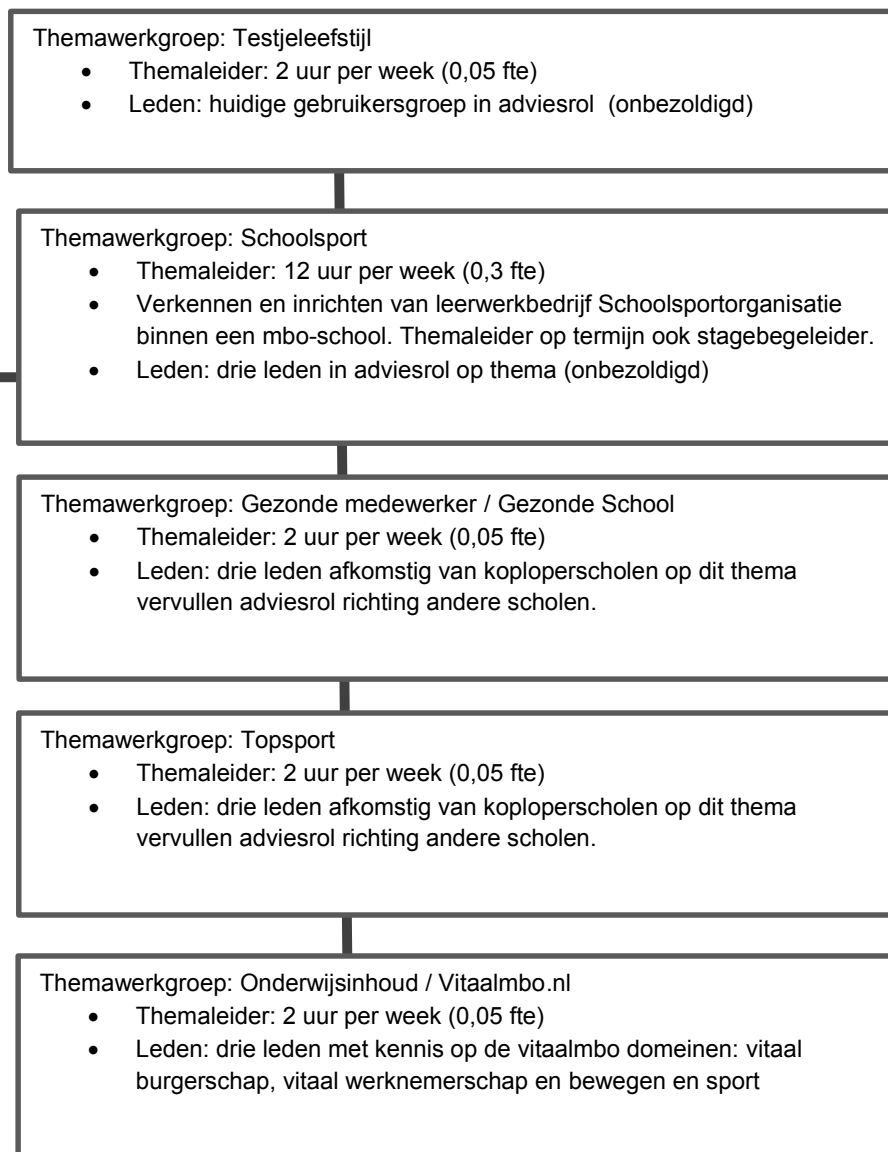 Themawerkgroep: Testjeleefstijl
• Themaleider: 2 uur per week (0,05 fte)
• Leden: huidige gebruikersgroep in adviesrol (onbezoldigd)
Themawerkgroep: Schoolsport
• Themaleider: 12 uur per week (0,3 fte)
• Verkennen en inrichten van leerwerkbedrijf Schoolsportorganisatie
binnen een mbo-school. Themaleider op termijn ook stagebegeleider.
• Leden: drie leden in adviesrol op thema (onbezoldigd)
Themawerkgroep: Gezonde medewerker / Gezonde School
• Themaleider: 2 uur per week (0,05 fte)
• Leden: drie leden afkomstig van koploperscholen op dit thema
vervullen adviesrol richting andere scholen.
Themawerkgroep: Topsport
• Themaleider: 2 uur per week (0,05 fte)
• Leden: drie leden afkomstig van koploperscholen op dit thema
vervullen adviesrol richting andere scholen.
Themawerkgroep: Onderwijsinhoud / Vitaalmbo.nl
• Themaleider: 2 uur per week (0,05 fte)
• Leden: drie leden met kennis op de vitaalmbo domeinen: vitaal
burgerschap, vitaal werknemerschap en bewegen en sport